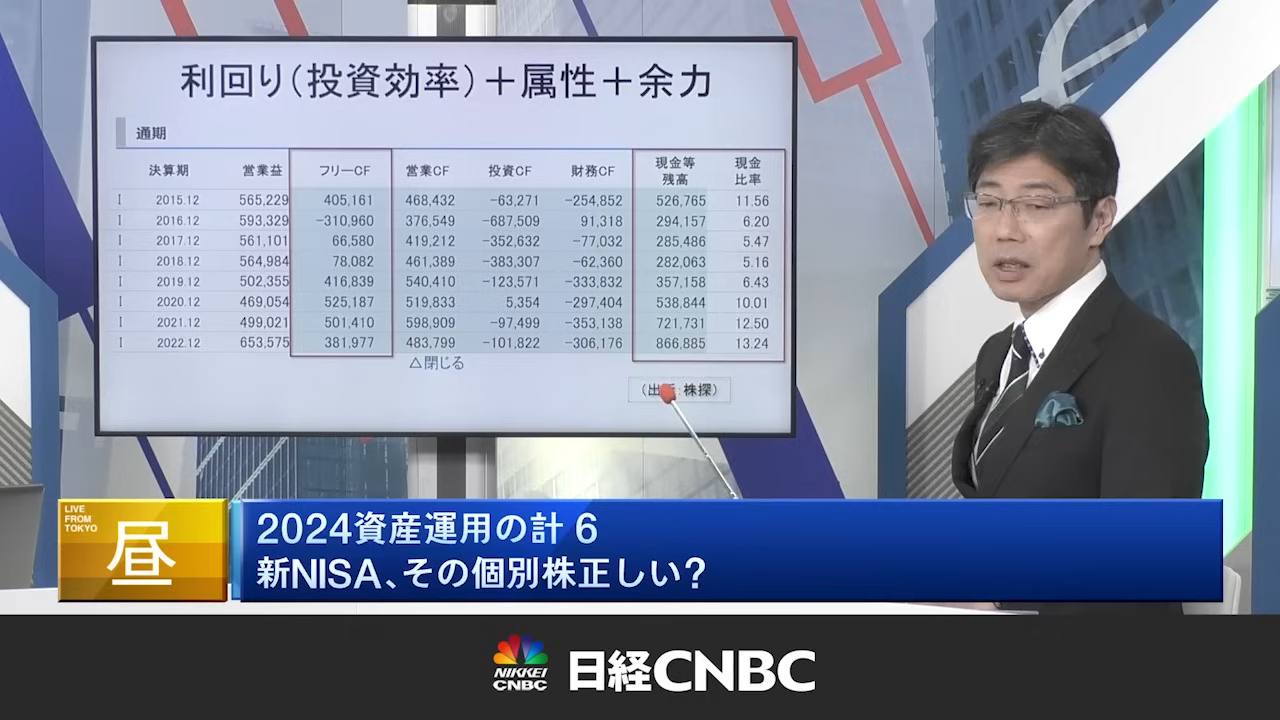 利回り（投資効率）＋属性＋余力
通期
決算期 営業益 フリーCF 営業CF 投資CF 財務CF 現金等残高 現金比率
I 2015.12 565,229 405,161 468,432 −63,271 −254,852 526,765 11.56
I 2016.12 593,329 −310,960 376,549 −687,509 91,318 294,157 6.20
I 2017.12 561,101 66,580 419,212 −352,632 −77,032 285,486 5.47
I 2018.12 564,984 78,082 461,389 −383,307 −62,360 282,063 5.16
I 2019.12 502,355 416,839 540,410 −123,571 −333,832 357,158 6.43
I 2020.12 469,054 525,187 519,833 5,354 −297,404 538,844 10.01
I 2021.12 499,021 501,410 598,909 −97,499 −353,138 721,731 12.50
I 2022.12 653,575 381,977 483,799 −101,822 −306,176 866,885 13.24
△閉じる
（出 株探）
LIVE
FROM
TOKYO
昼
2024資産運用の計 6
新NISA、その個別株正しい？
NIKKEI
CNBC
日経CNBC